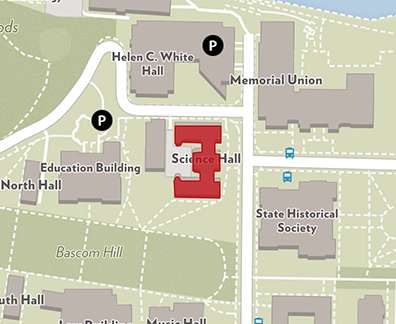 P
Helen C. White
Hall
Memorial Union
P
Science Hall
Education Building
North Hall
State Historical
Society
Bascom Hill
Music Hall